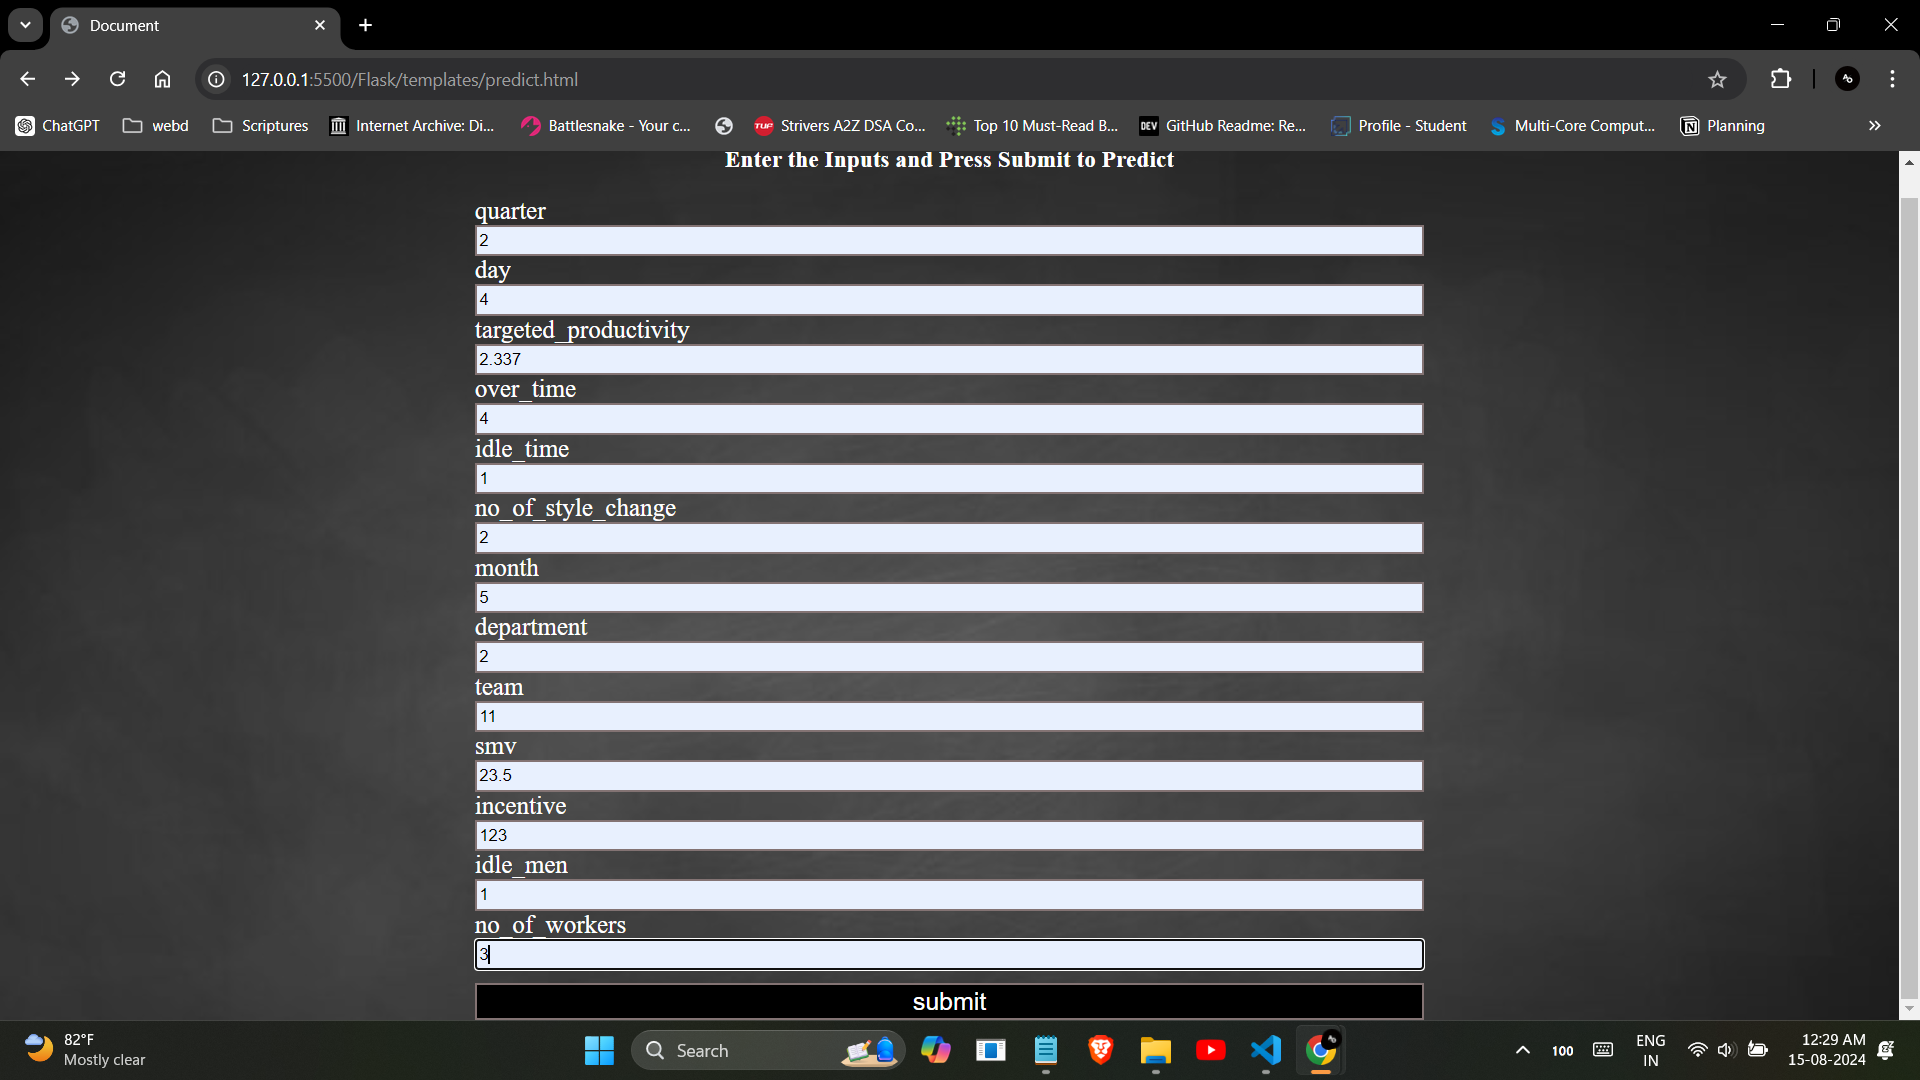 Document
127.0.0.1:5500/Flask/templates/predict.html
ChatGPT webd Scriptures Internet Archive: Di... Battlesnake - Your c... TUF Strivers A2Z DSA Co... Top 10 Must-Read B... DEV GitHub Readme: Re... Profile - Student Multi-Core Comput... Planning
Enter the Inputs and Press Submit to Predict
quarter
2
day
4
targeted_productivity
2.337
over_time
4
idle_time
1
no_of_style_change
2
month
5
department
2
team
11
smv
23.5
incentive
123
idle_men
1
no_of_workers
3
submit
82°F
Mostly clear
Search
100
ENG
IN
12:29 AM
15-08-2024